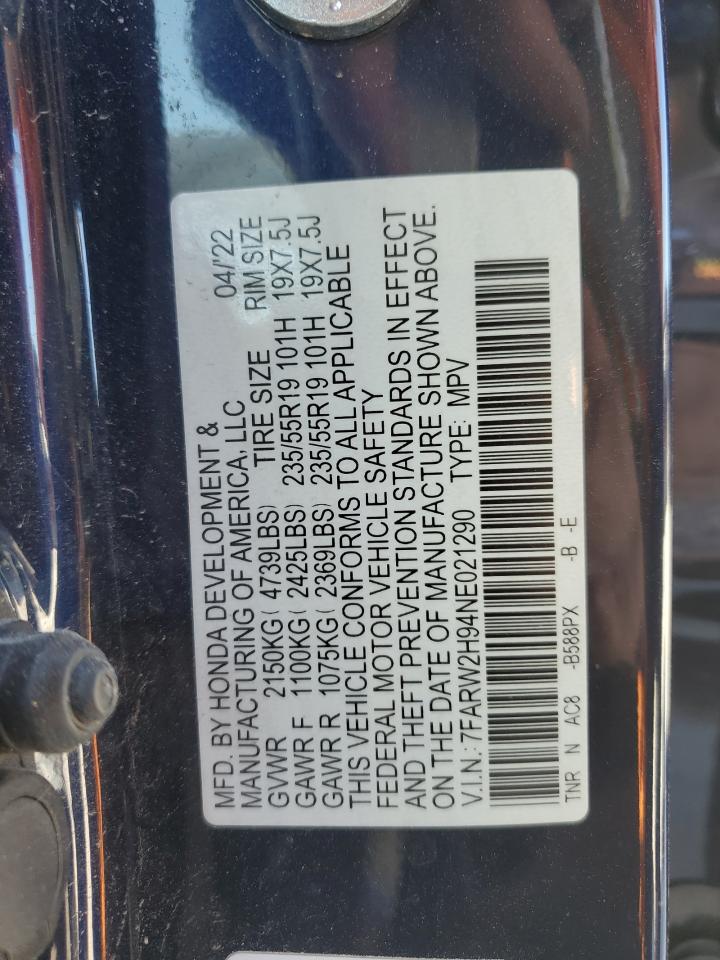 MFD. BY HONDA DEVELOPMENT &
MANUFACTURING OF AMERICA, LLC 04/'22
GVWR 2150KG( 4739LBS) TIRE SIZE RIM SIZE
GAWR F 1100KG( 2425LBS) 235/55R19 101H 19X7.5J
GAWR R 1075KG( 2369LBS) 235/55R19 101H 19X7.5J
THIS VEHICLE CONFORMS TO ALL APPLICABLE
FEDERAL MOTOR VEHICLE SAFETY
AND THEFT PREVENTION STANDARDS IN EFFECT
ON THE DATE OF MANUFACTURE SHOWN ABOVE.
V.I.N.: 7FARW2H94NE021290 TYPE: MPV
TNR N AC8 -B588PX -B -E